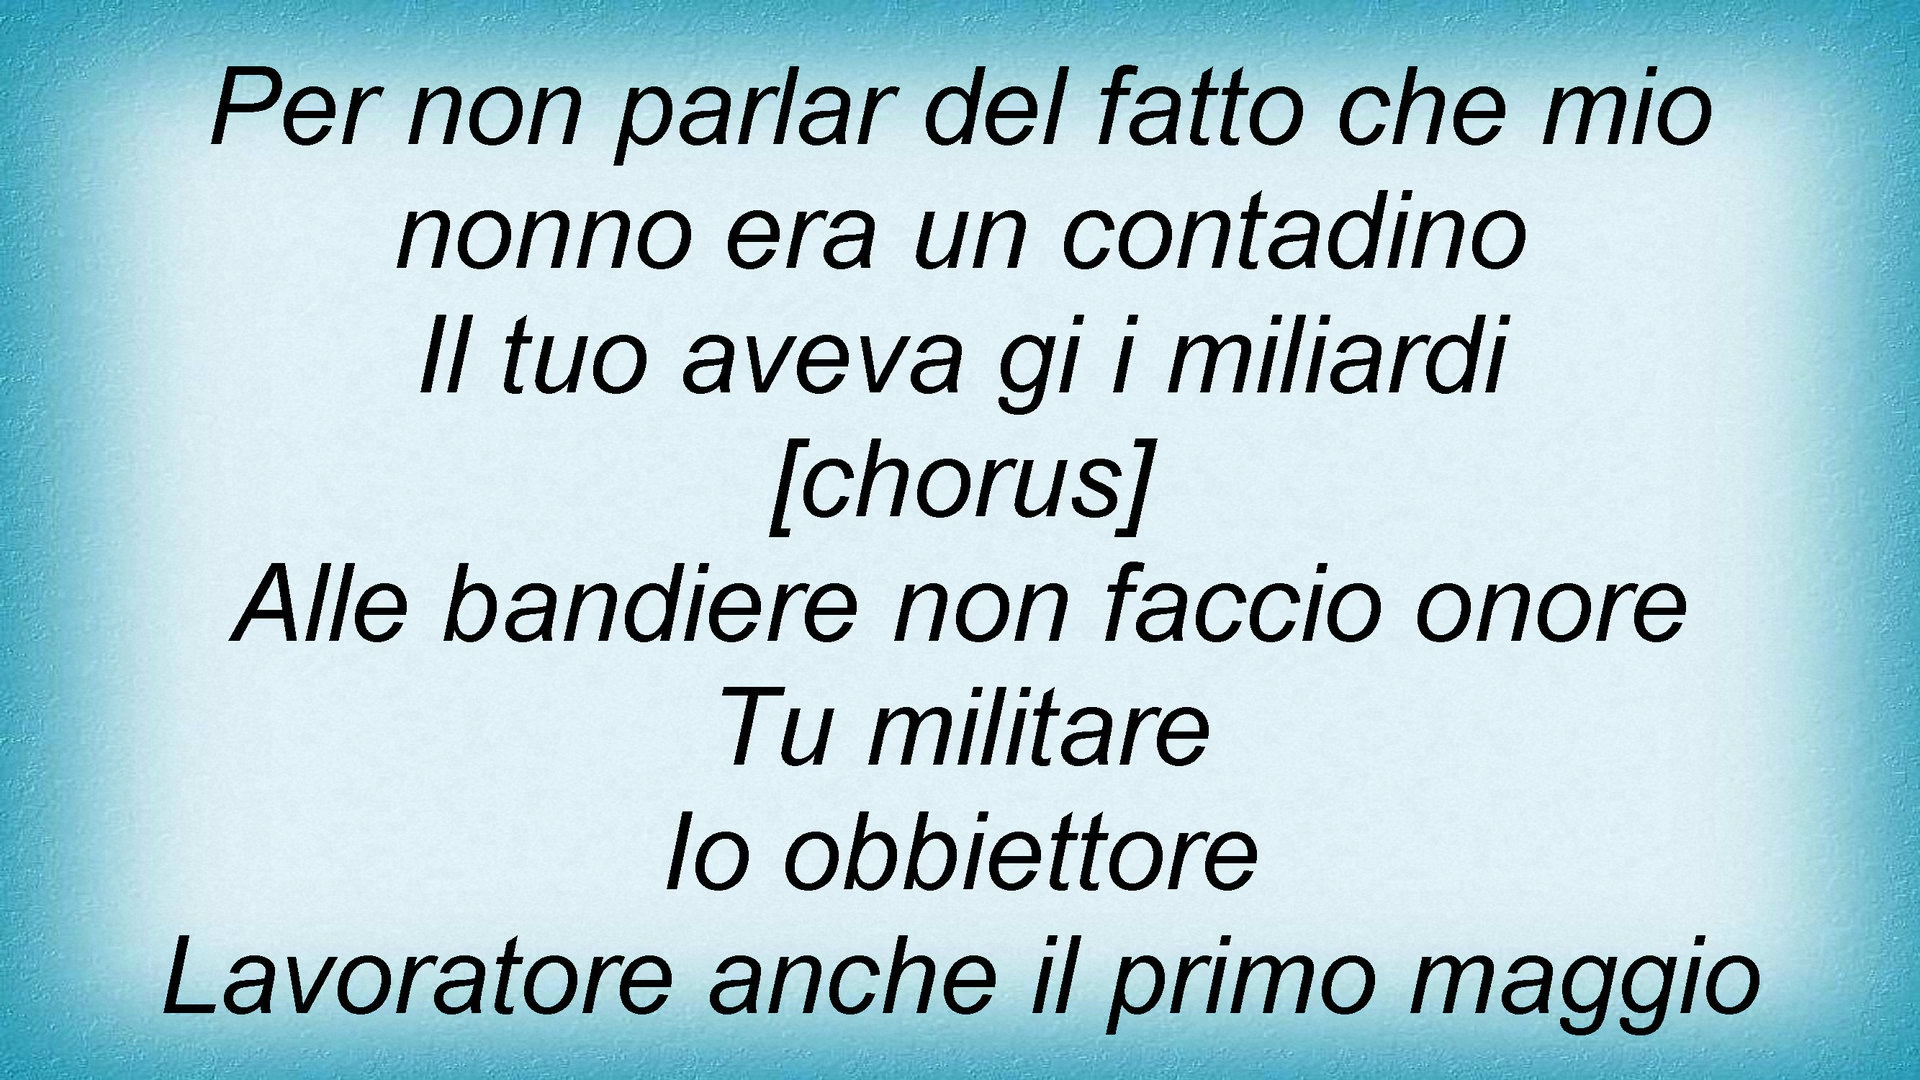 Per non parlar del fatto che mio
nonno era un contadino
Il tuo aveva gi i miliardi
[chorus]
Alle bandiere non faccio onore
Tu militare
Io obbiettore
Lavoratore anche il primo maggio